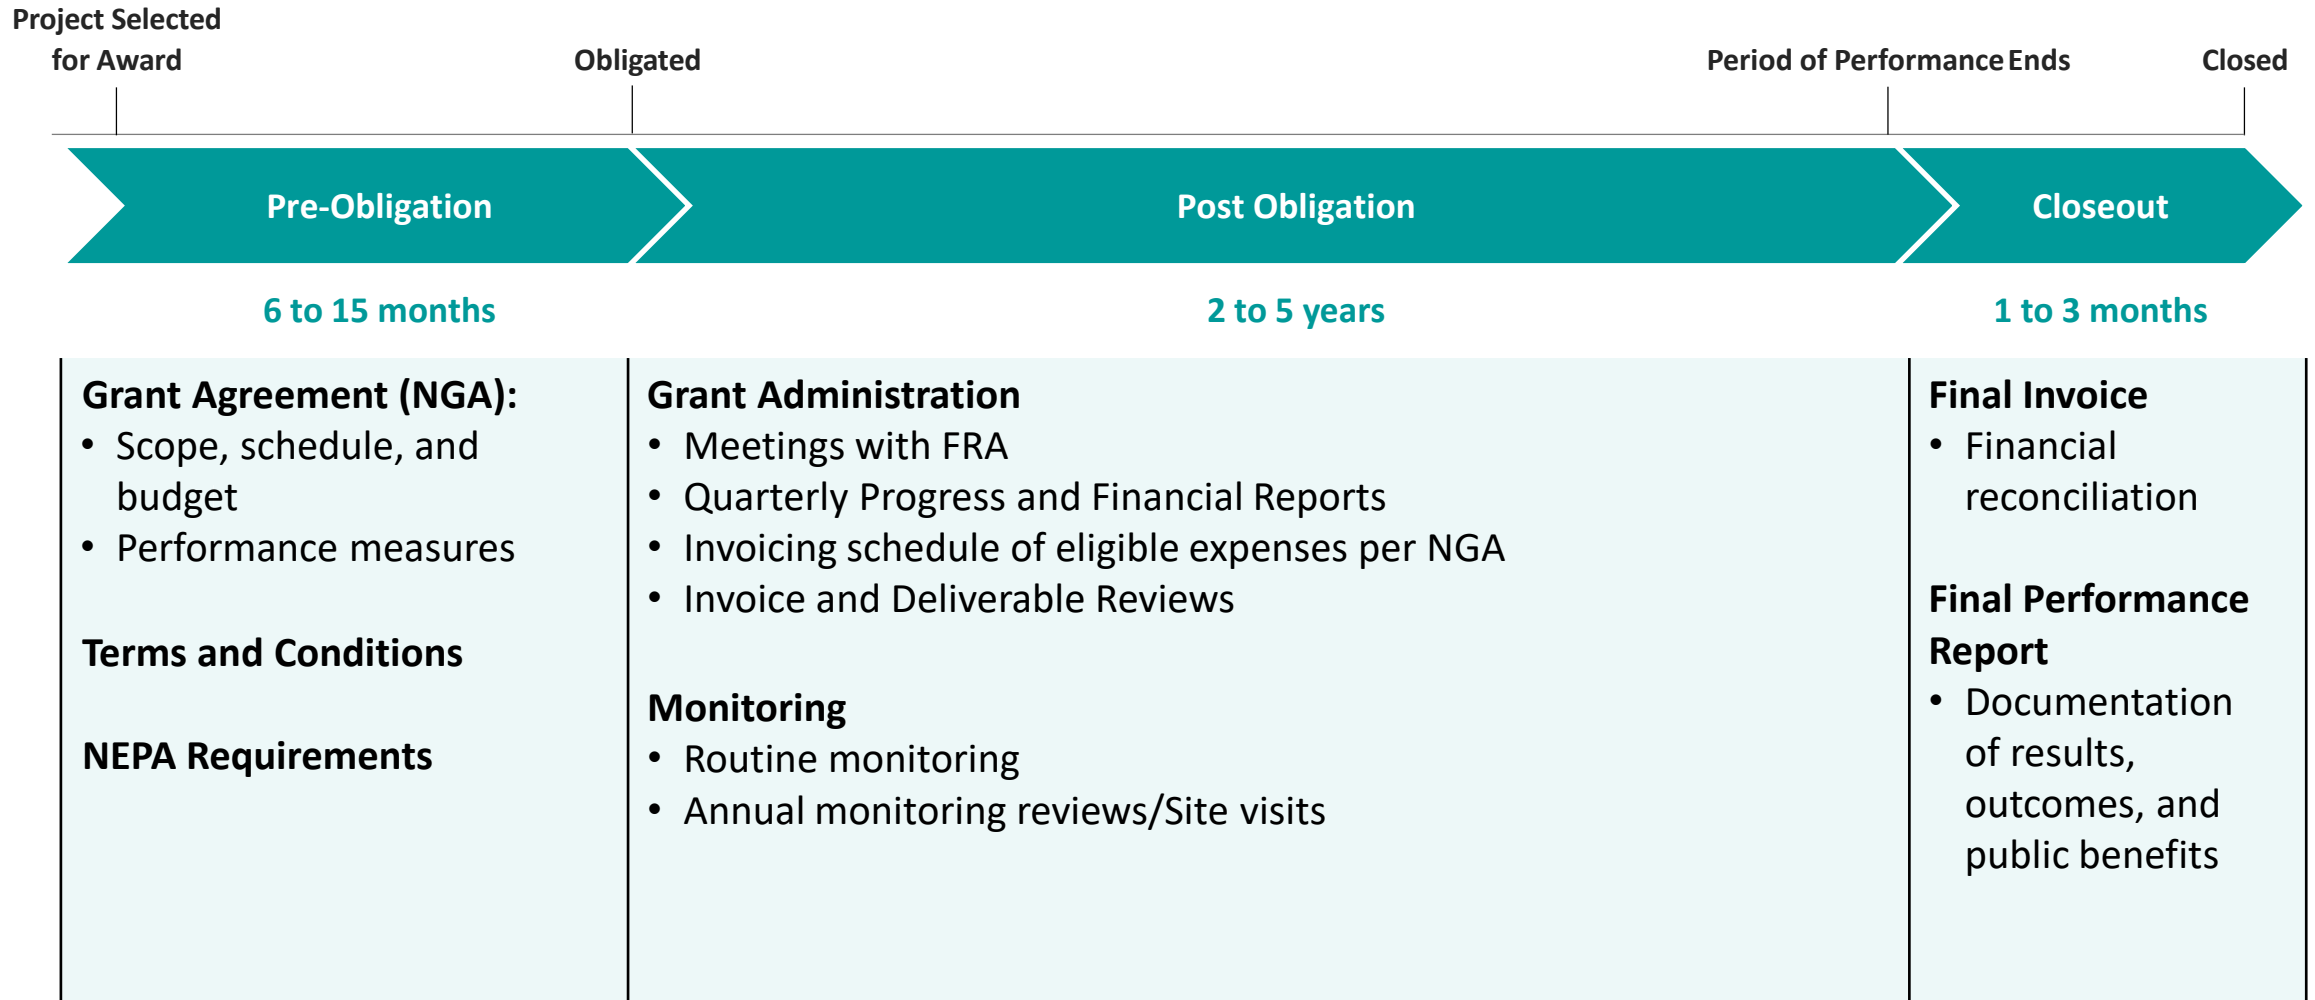 Project Selected
for Award
Obligated
Period of Performance Ends
Closed
Pre-Obligation
Post Obligation
Closeout
6 to 15 months
2 to 5 years
1 to 3 months
Grant Agreement (NGA):
• Scope, schedule, and
budget
• Performance measures
Terms and Conditions
NEPA Requirements
Grant Administration
• Meetings with FRA
• Quarterly Progress and Financial Reports
• Invoicing schedule of eligible expenses per NGA
• Invoice and Deliverable Reviews
Monitoring
• Routine monitoring
• Annual monitoring reviews/Site visits
Final Invoice
• Financial
reconciliation
Final Performance
Report
• Documentation
of results,
outcomes, and
public benefits